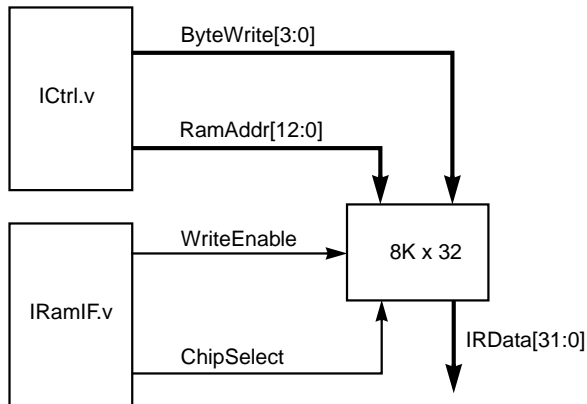 ByteWrite[3:0]
ICtrl.v
RamAddr[12:0]
WriteEnable
8K x 32
IRamIF.v
IRData[31:0]
ChipSelect